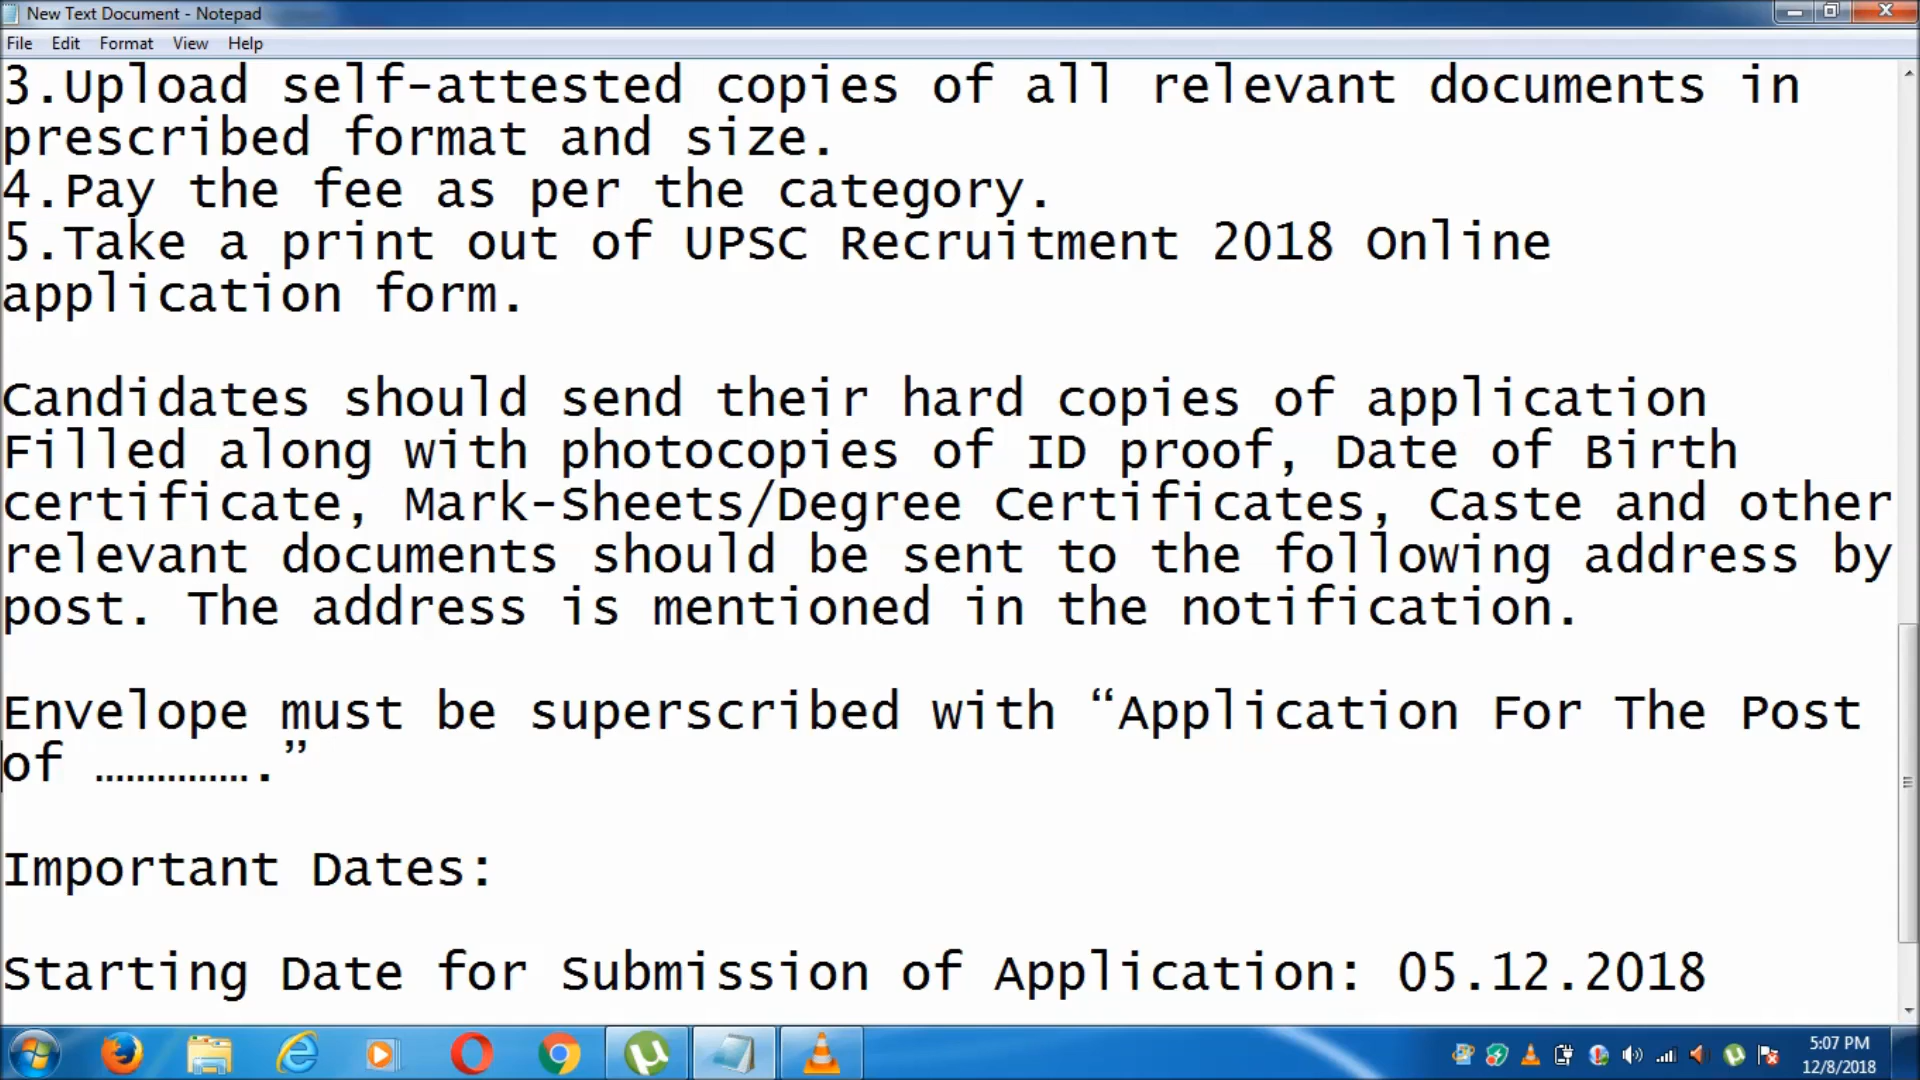 New Text Document - Notepad
File Edit Format View Help
3.Upload self-attested copies of all relevant documents in
prescribed format and size.
4.Pay the fee as per the category.
5.Take a print out of UPSC Recruitment 2018 Online
application form.
Candidates should send their hard copies of application
Filled along with photocopies of ID proof, Date of Birth
certificate, Mark-Sheets/Degree Certificates, Caste and other
relevant documents should be sent to the following address by
post. The address is mentioned in the notification.
Envelope must be superscribed with “Application For The Post
of …………….”
Important Dates:
Starting Date for Submission of Application: 05.12.2018
5:07 PM
12/8/2018